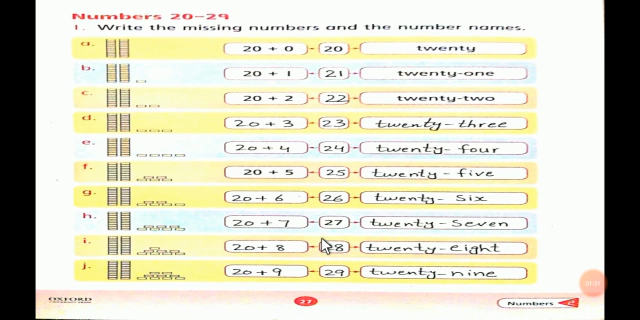 Numbers 20-29
1. Write the missing numbers and the number names.
a. 20 + 0 - 20 - twenty
b. 20 + 1 - 21 - twenty-one
c. 20 + 2 - 22 - twenty-two
d. 20 + 3 - 23 - twenty-three
e. 20 + 4 - 24 - twenty-four
f. 20 + 5 - 25 - twenty-five
g. 20 + 6 - 26 - twenty-Six
h. 20 + 7 - 27 - twenty-Seven
i. 20 + 8 - 28 - twenty-eight
j. 20 + 9 - 29 - twenty-nine
OXFORD 27 Numbers